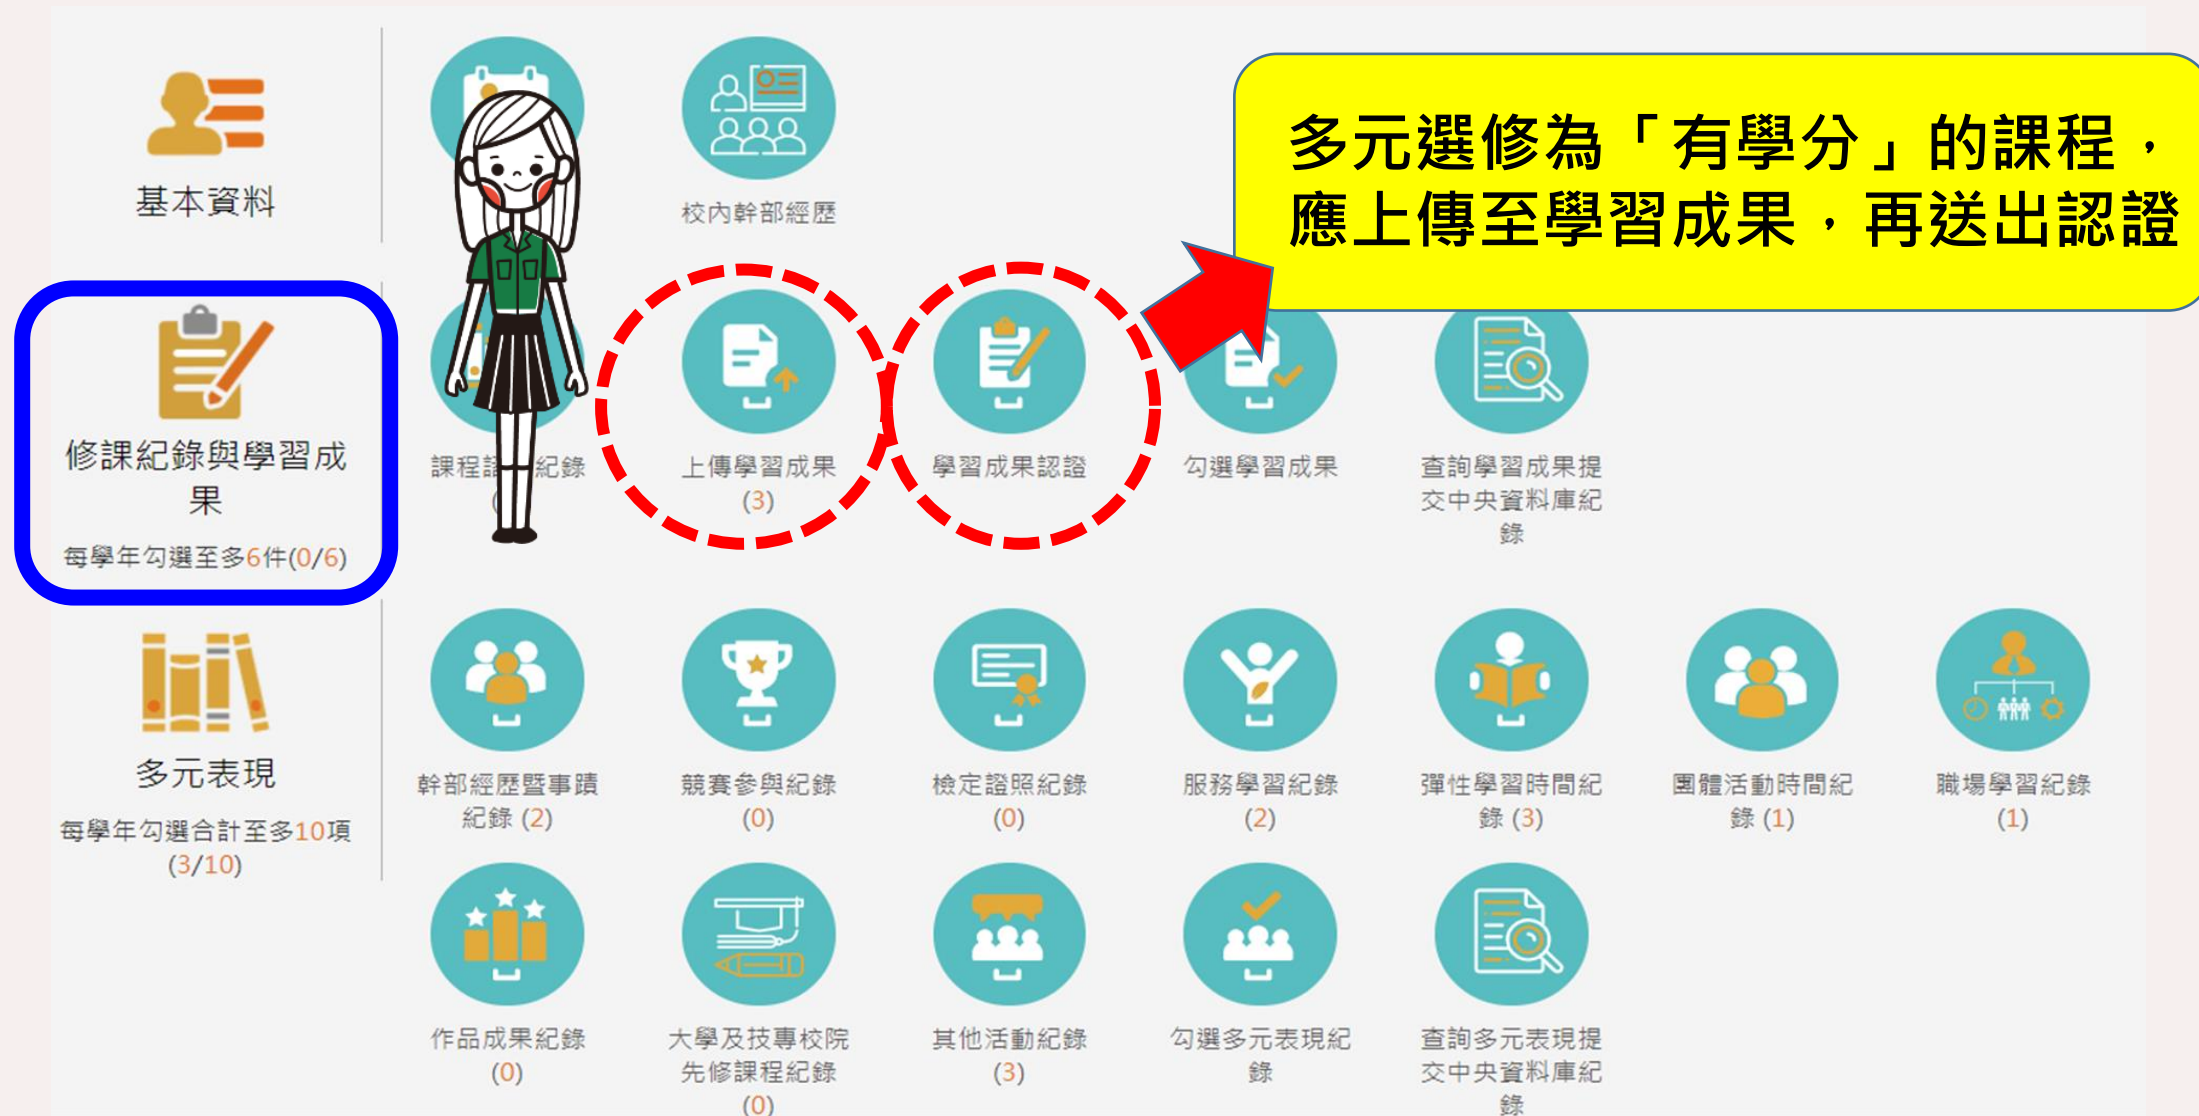 多元選修為「有學分」的課程，
應上傳至學習成果，再送出認證
基本資料
校內幹部經歷
修課紀錄與學習成
果
每學年勾選至多6件(0/6)
課程
紀錄
上傳學習成果
(3)
學習成果認證
勾選學習成果
查詢學習成果提
交中央資料庫紀
錄
多元表現
每學年勾選合計至多10項
(3/10)
幹部經歷暨事蹟
紀錄 (2)
競賽參與紀錄
(0)
檢定證照紀錄
(0)
服務學習紀錄
(2)
彈性學習時間紀
錄 (3)
團體活動時間紀
錄 (1)
職場學習紀錄
(1)
作品成果紀錄
(0)
大學及技專校院
先修課程紀錄
(0)
其他活動紀錄
(3)
勾選多元表現紀
錄
查詢多元表現提
交中央資料庫紀
錄